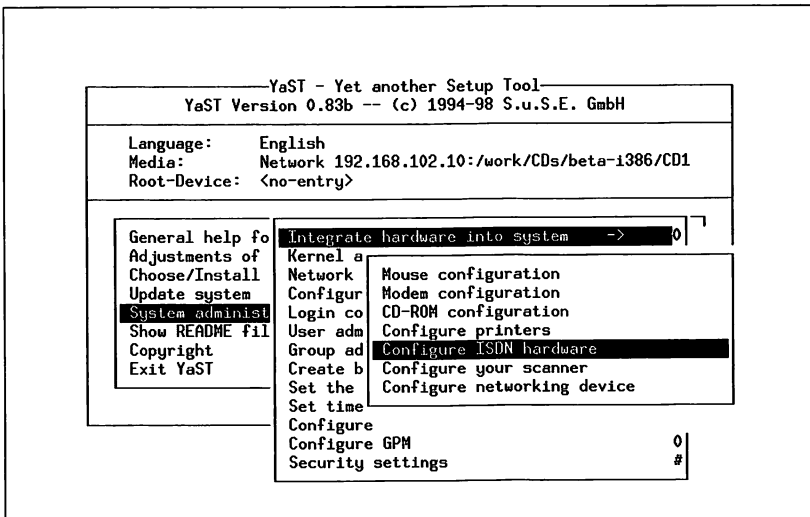 YaST - Yet another Setup Tool
YaST Version 0.83b -- (c) 1994-98 S.u.S.E. GmbH
Language: English
Media: Network 192.168.102.10:/work/CDs/beta-i386/CD1
Root-Device: <no-entry>
General help fo
Adjustments of
Choose/Install
Update system
System administ
Show README fil
Copyright
Exit YaST
Integrate hardware into system -> O
Kernel a
Network
Configur
Login co
User adm
Group ad
Create b
Set the
Set time
Configure
Configure GPM O
Security settings #
Mouse configuration
Modem configuration
CD-ROM configuration
Configure printers
Configure ISDN hardware
Configure your scanner
Configure networking device